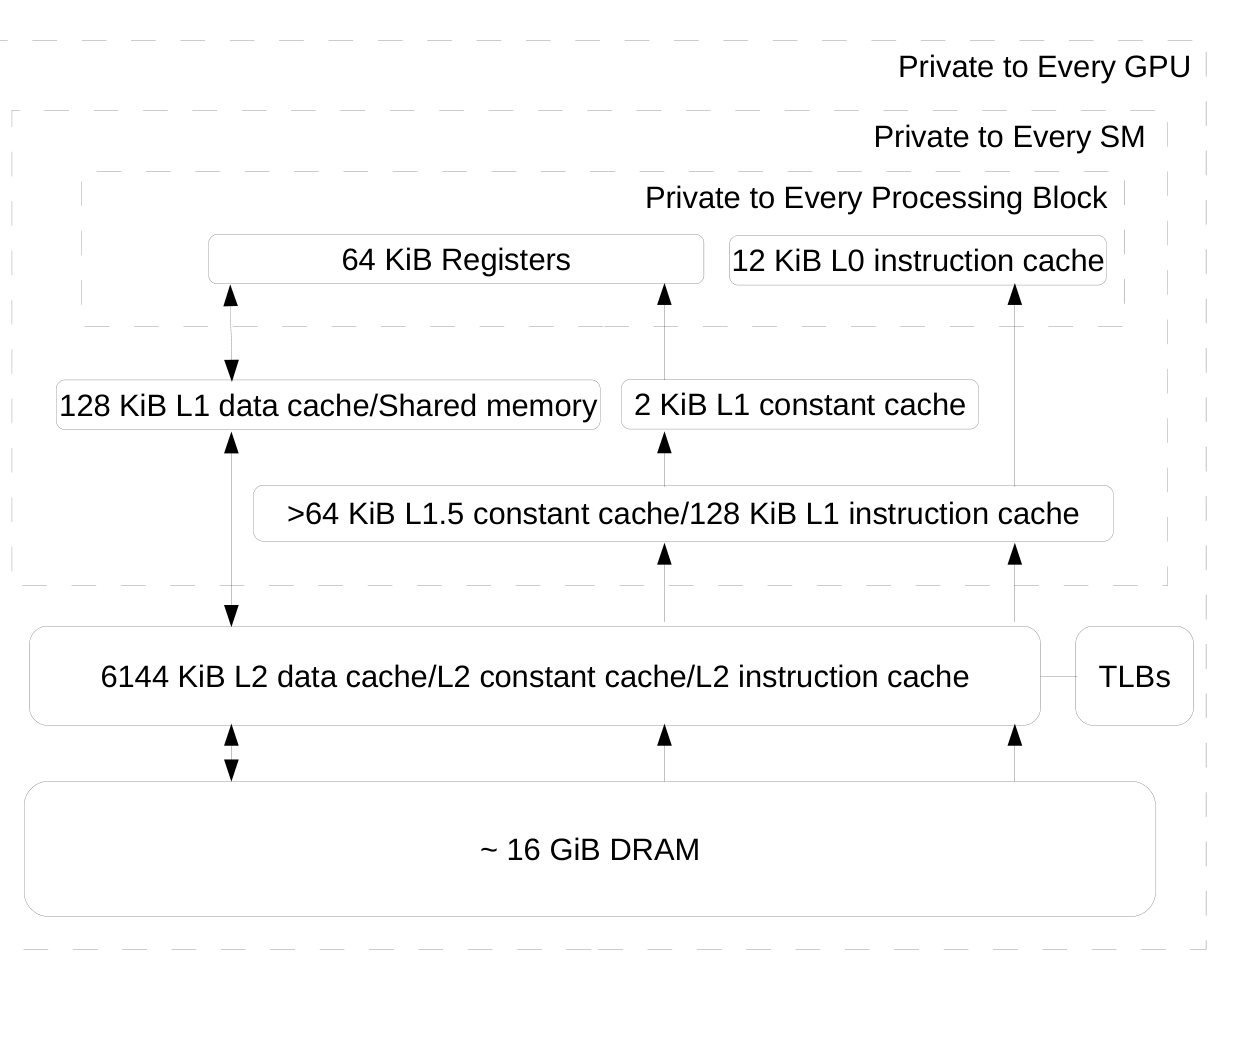 Private to Every GPU
Private to Every SM
Private to Every Processing Block
64 KiB Registers
12 KiB L0 instruction cache
128 KiB L1 data cache/Shared memory
2 KiB L1 constant cache
>64 KiB L1.5 constant cache/128 KiB L1 instruction cache
6144 KiB L2 data cache/L2 constant cache/L2 instruction cache
TLBs
~ 16 GiB DRAM